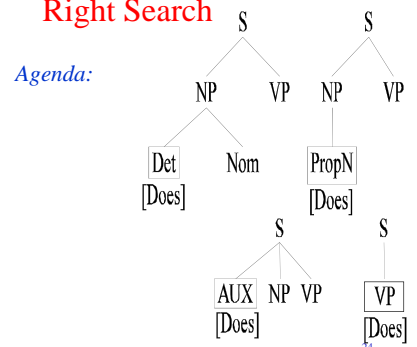 Right Search
Agenda:
S S
NP VP NP VP
Det Nom PropN
[Does] [Does]
S S
AUX NP VP VP
[Does] [Does]